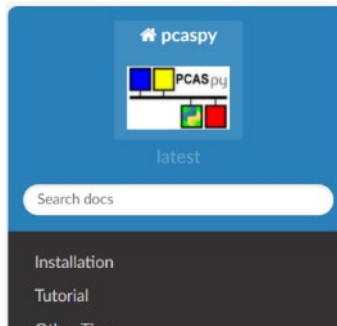 pcaspy
PCASpy
latest
Search docs
Installation
Tutorial